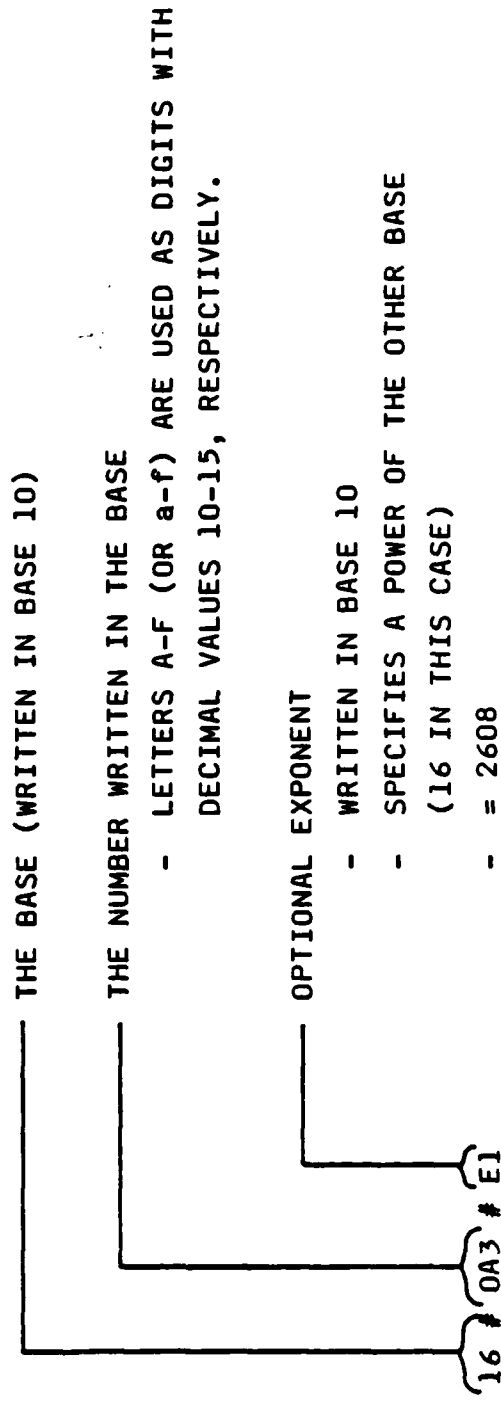 THE BASE (WRITTEN IN BASE 10)
THE NUMBER WRITTEN IN THE BASE
- LETTERS A-F (OR a-f) ARE USED AS DIGITS WITH
DECIMAL VALUES 10-15, RESPECTIVELY.
OPTIONAL EXPONENT
- WRITTEN IN BASE 10
- SPECIFIES A POWER OF THE OTHER BASE
(16 IN THIS CASE)
- = 2608
16 # 0A3 # E1